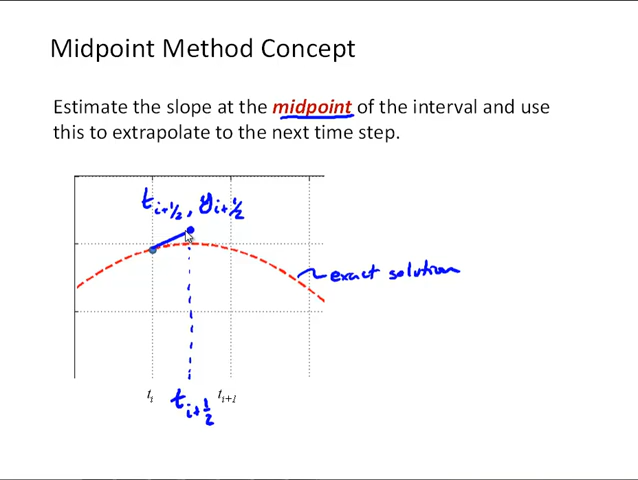 Midpoint Method Concept
Estimate the slope at the midpoint of the interval and use
this to extrapolate to the next time step.
t_{i+1/2}, y_{i+1/2}
exact solution
t_i t_{i+1/2} t_{i+1}